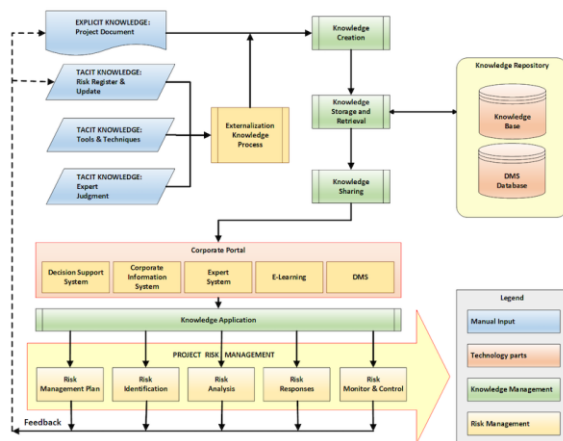 EXPLICIT KNOWLEDGE:
Project Document
TACIT KNOWLEDGE:
Risk Register &
Update
TACIT KNOWLEDGE:
Tools & Techniques
TACIT KNOWLEDGE:
Expert
Judgment
Externalization
Knowledge
Process
Knowledge
Creation
Knowledge
Storage and
Retrieval
Knowledge
Sharing
Knowledge Repository
Knowledge
Base
DMS
Database
Corporate Portal
Decision Support
System
Corporate
Information
System
Expert
System
E-Learning
DMS
Knowledge Application
PROJECT RISK MANAGEMENT
Risk
Management Plan
Risk
Identification
Risk
Analysis
Risk
Responses
Risk
Monitor & Control
Feedback
Legend
Manual Input
Technology parts
Knowledge Management
Risk Management